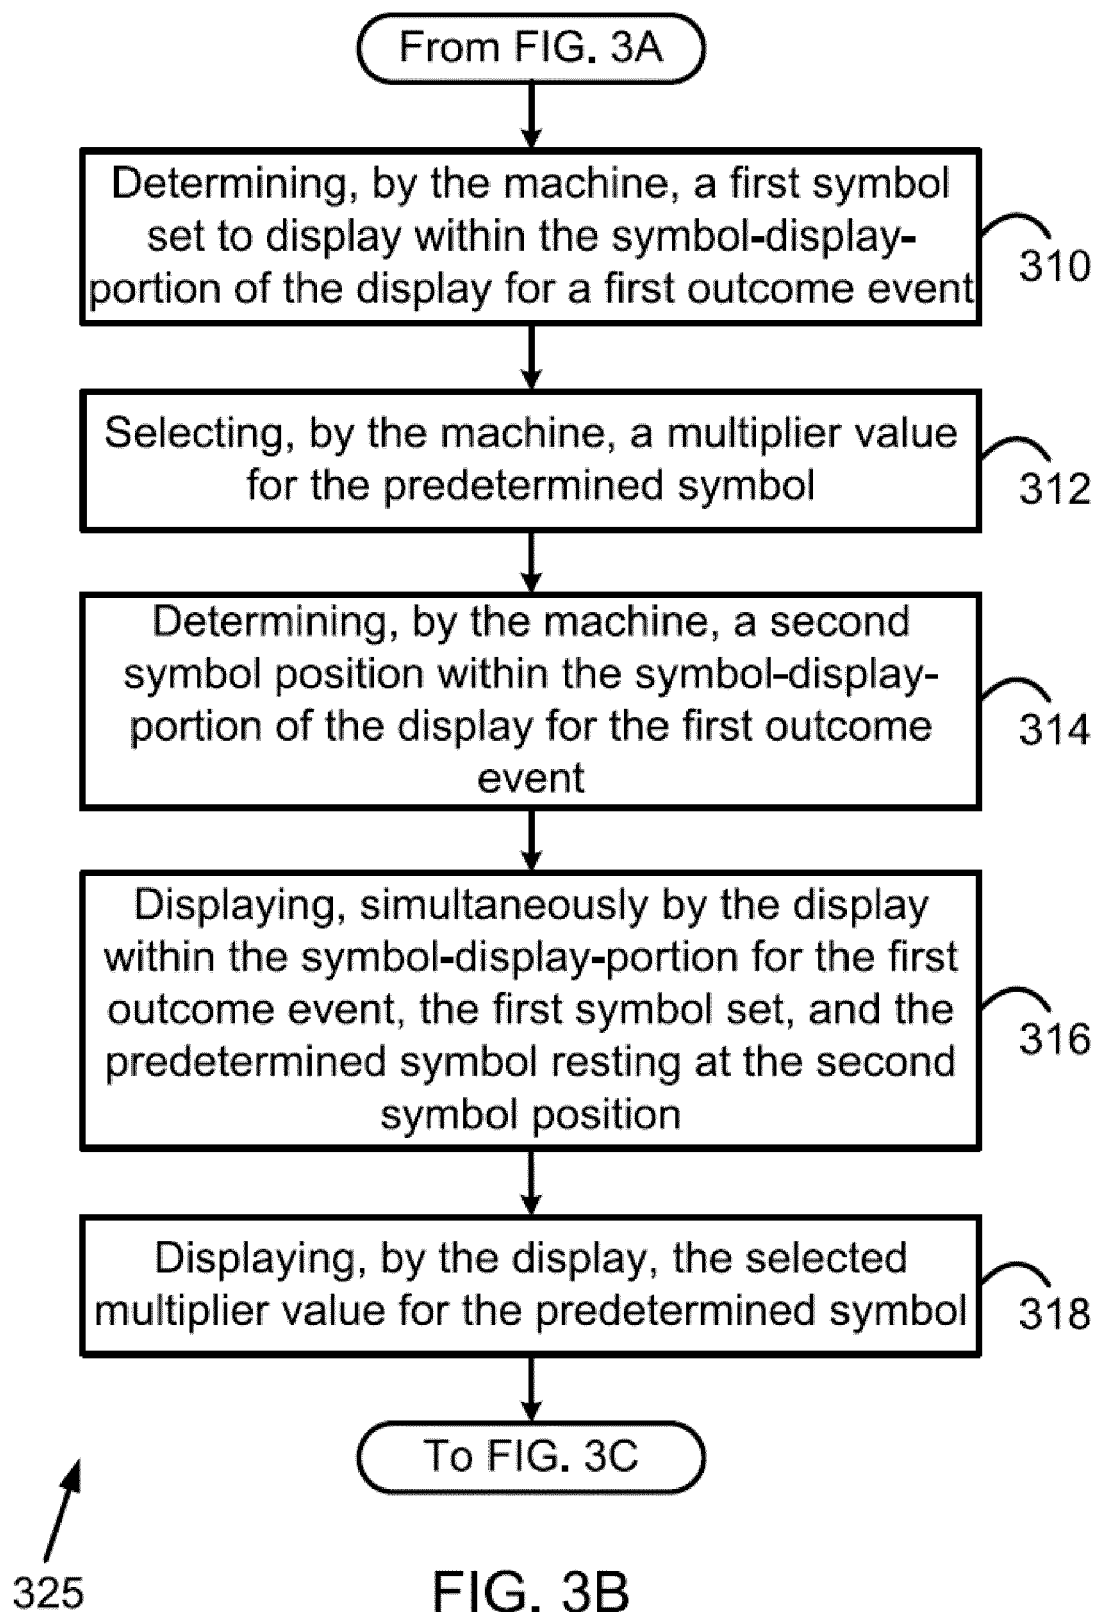 From FIG. 3A
Determining, by the machine, a first symbol
set to display within the symbol-display-
portion of the display for a first outcome event
310
Selecting, by the machine, a multiplier value
for the predetermined symbol
312
Determining, by the machine, a second
symbol position within the symbol-display-
portion of the display for the first outcome
event
314
Displaying, simultaneously by the display
within the symbol-display-portion for the first
outcome event, the first symbol set, and the
predetermined symbol resting at the second
symbol position
316
Displaying, by the display, the selected
multiplier value for the predetermined symbol
318
To FIG. 3C
325
FIG. 3B